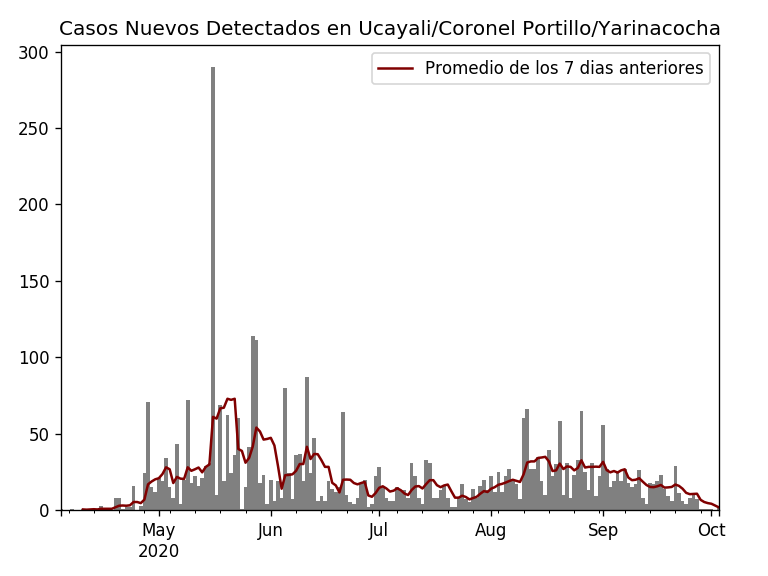 Casos Nuevos Detectados en Ucayali/Coronel Portillo/Yarinacocha
Promedio de los 7 dias anteriores
300
250
200
150
100
50
0
May Jun Jul Aug Sep Oct
2020